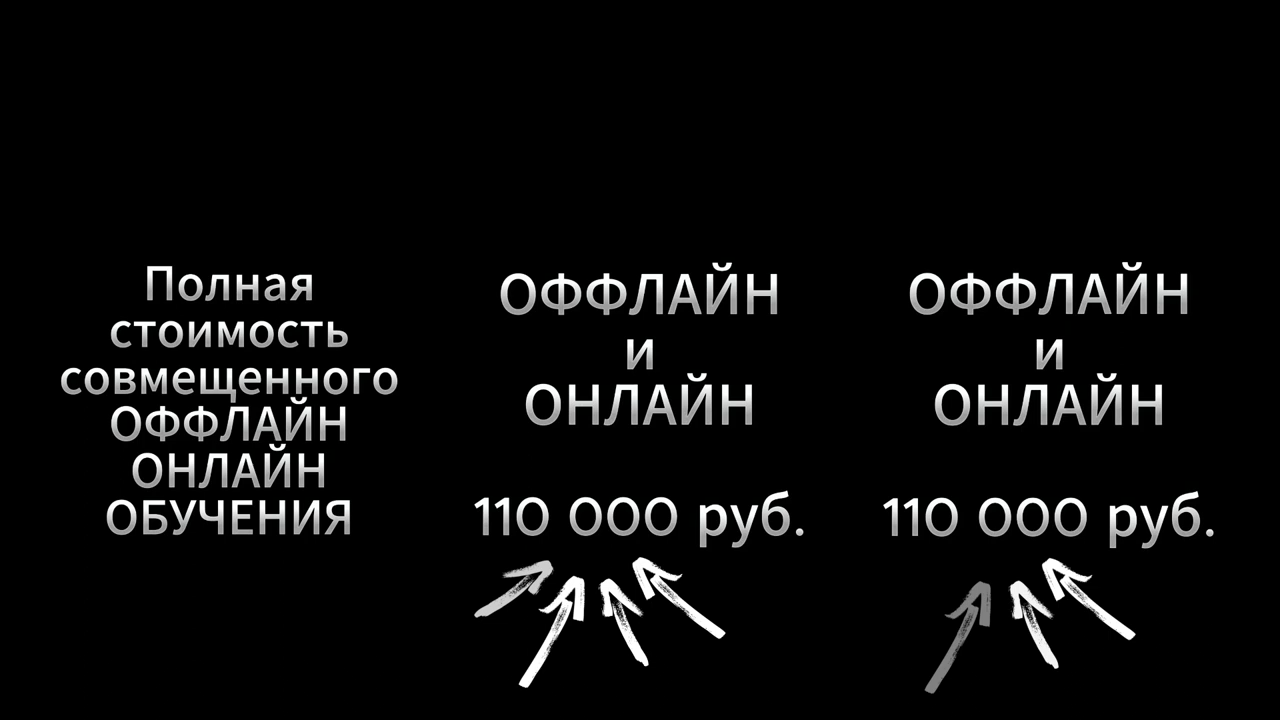 Полная
стоимость
совмещенного
ОФФЛАЙН
ОНЛАЙН
ОБУЧЕНИЯ
ОФФЛАЙН
и
ОНЛАЙН
110 000 руб.
ОФФЛАЙН
и
ОНЛАЙН
110 000 руб.